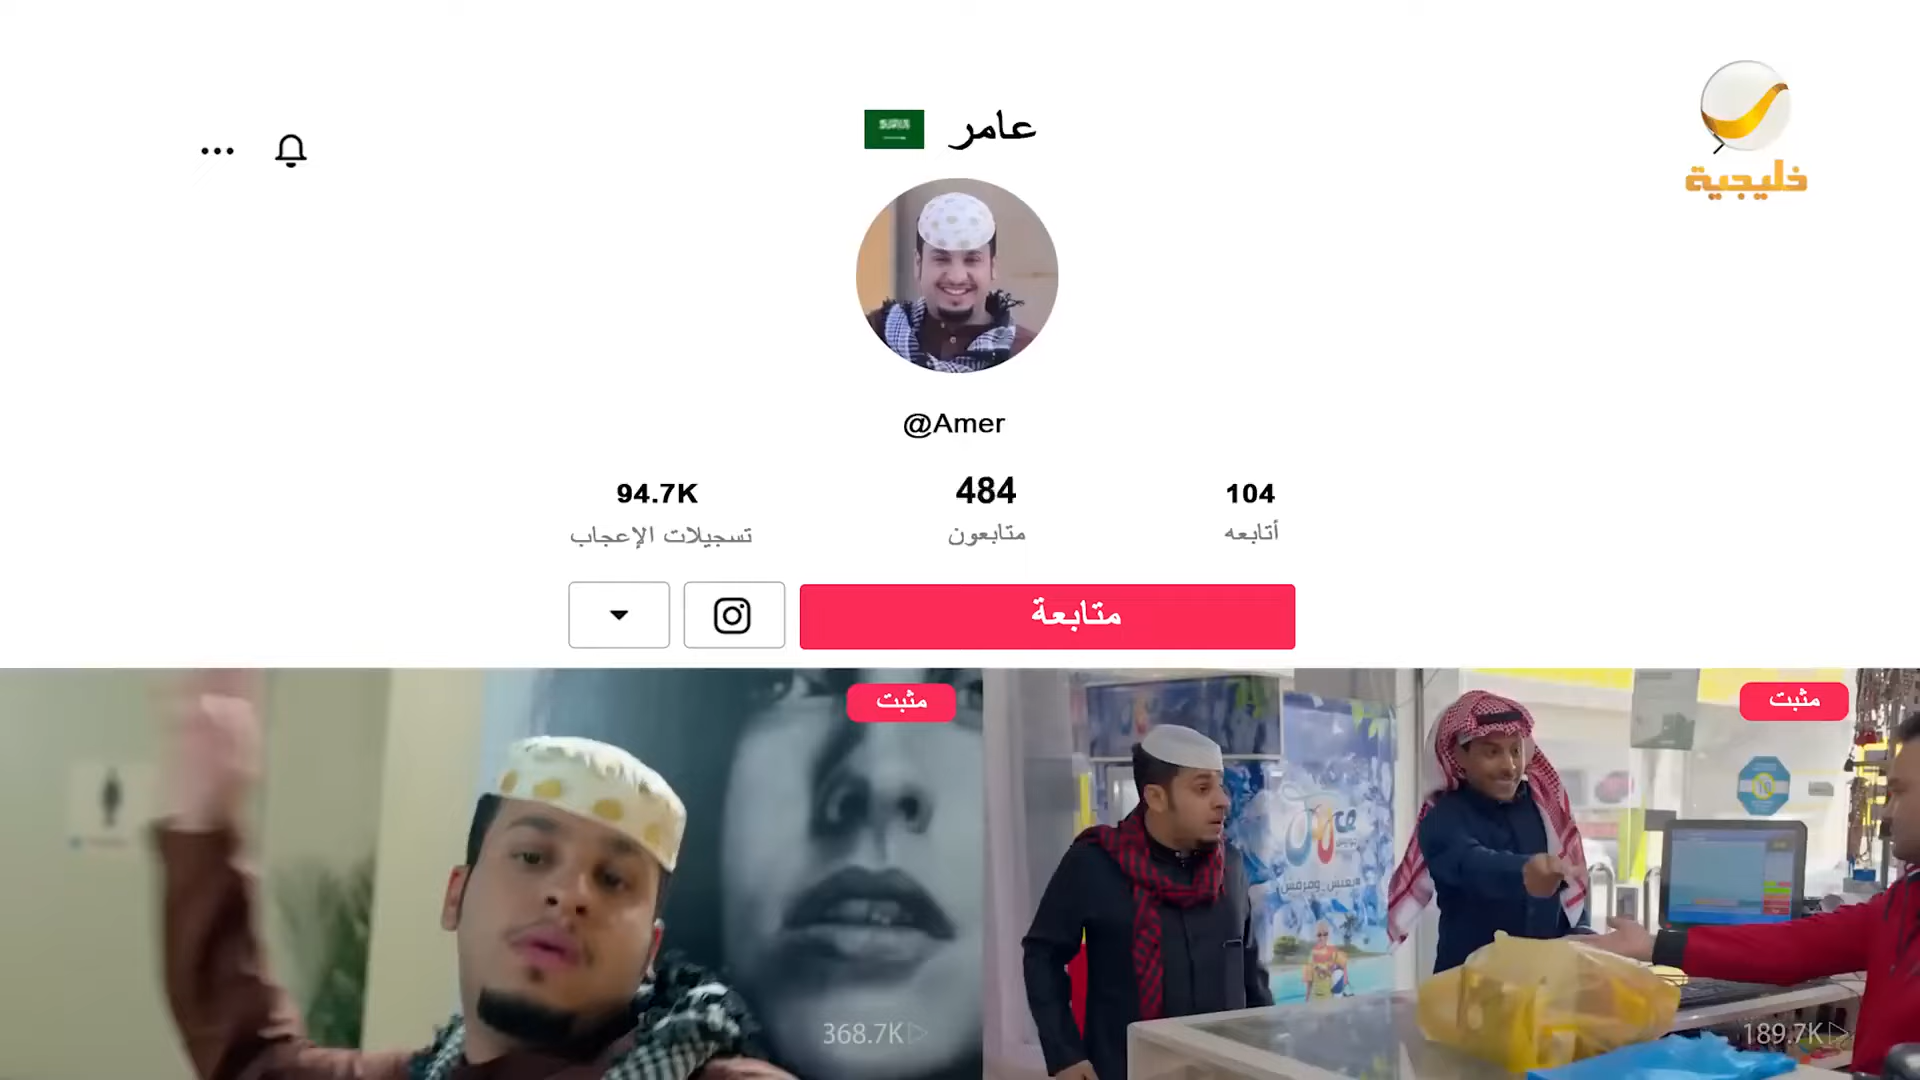 عامر
خليجية
@Amer
104
484
94.7K
أتابعه
متابعون
تسجيلات الإعجاب
متابعة
مثبت
مثبت
368.7K
189.7K